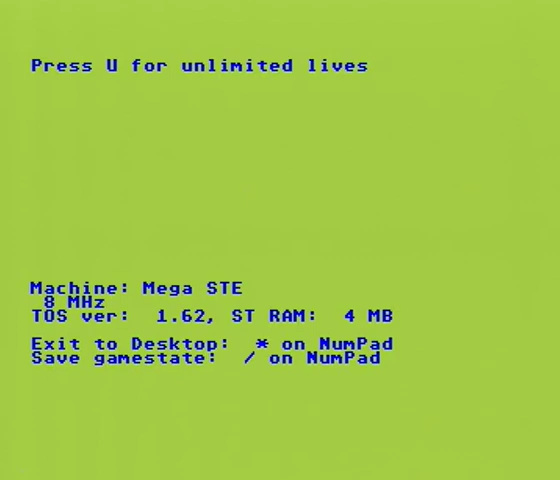 Press U for unlimited lives
Machine: Mega STE
8 MHz
TOS ver: 1.62, ST RAM: 4 MB
Exit to Desktop: * on NumPad
Save gamestate: / on NumPad